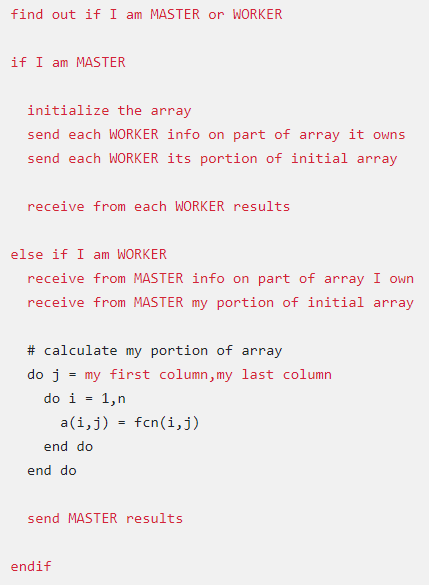 find out if I am MASTER or WORKER
if I am MASTER
initialize the array
send each WORKER info on part of array it owns
send each WORKER its portion of initial array
receive from each WORKER results
else if I am WORKER
receive from MASTER info on part of array I own
receive from MASTER my portion of initial array
# calculate my portion of array
do j = my first column,my last column
do i = 1,n
a(i,j) = fcn(i,j)
end do
end do
send MASTER results
endif